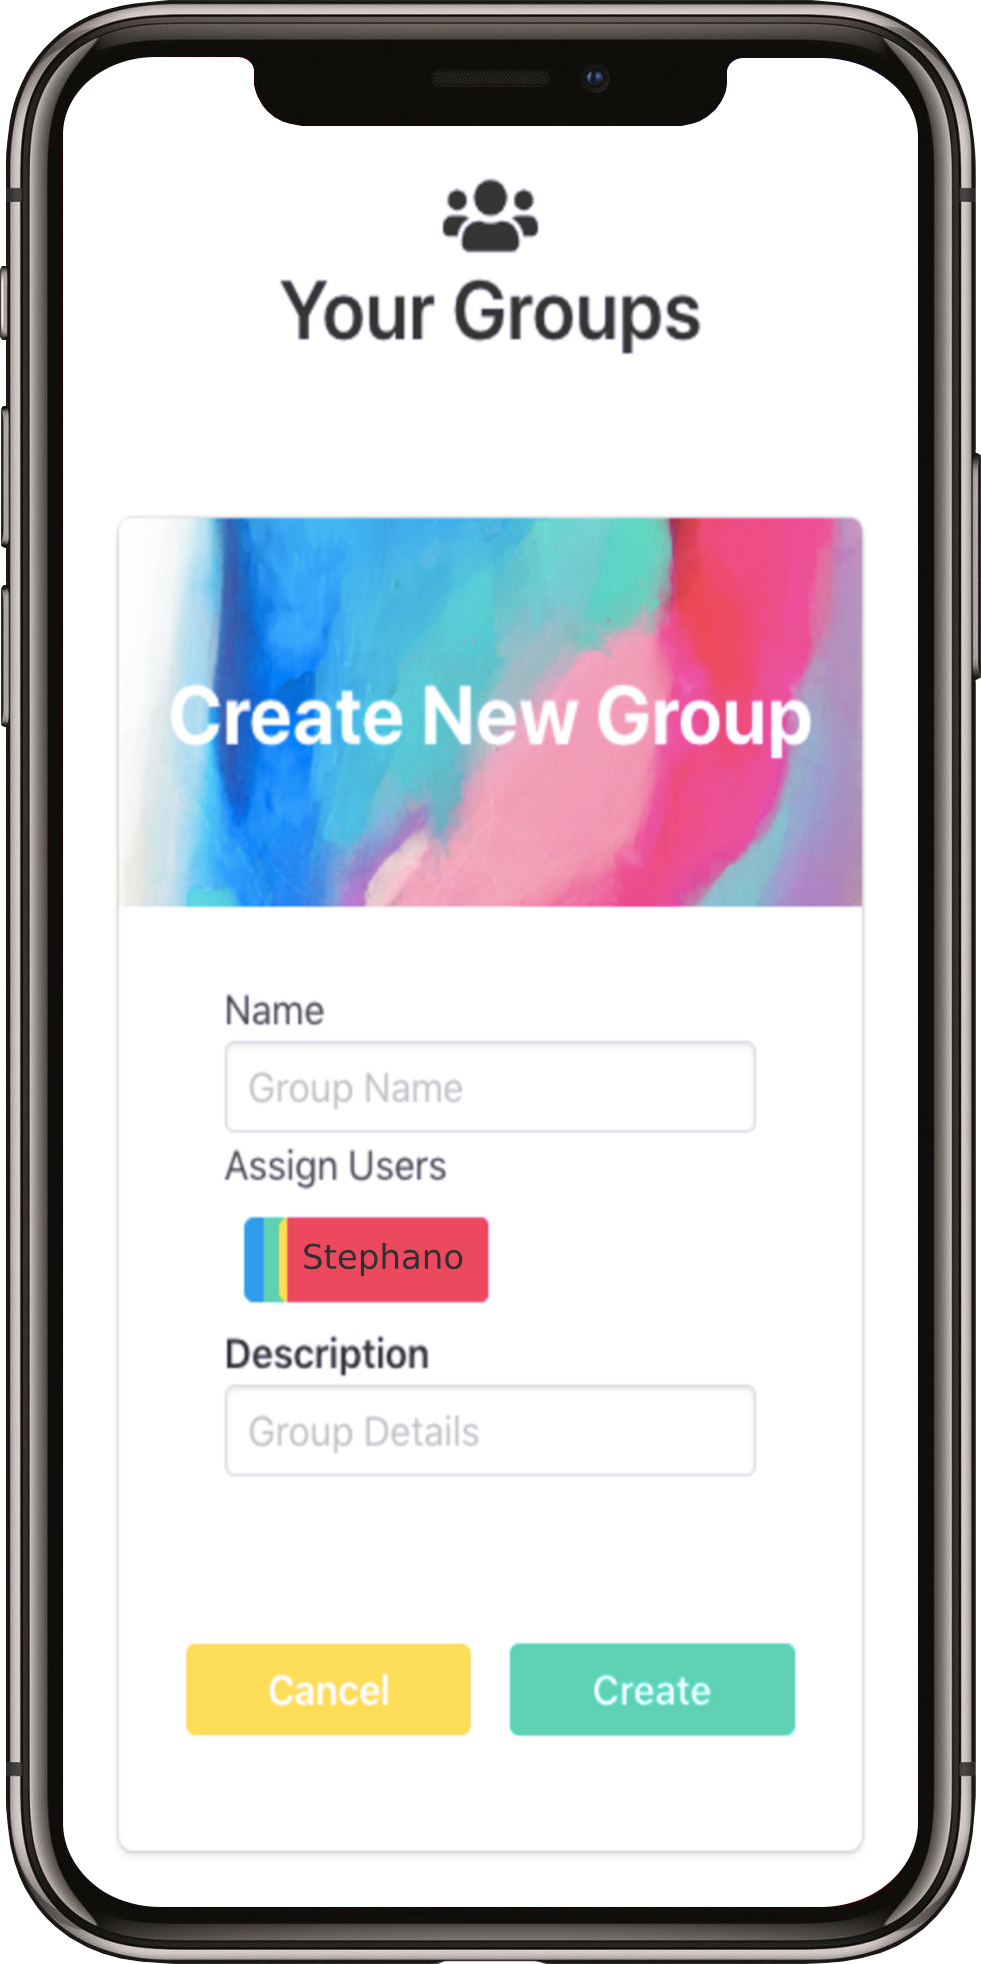 Your Groups
Create New Group
Name
Group Name
Assign Users
Stephano
Description
Group Details
Cancel
Create